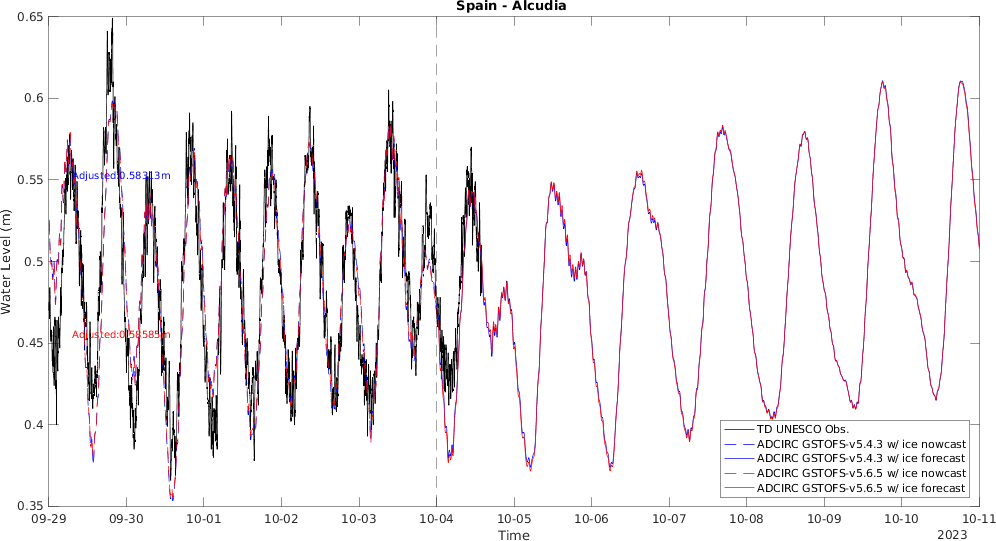 Spain - Alcudia
0.65
0.6
0.55
0.5
0.45
0.4
0.35
Water Level (m)
Adjusted:0.58313m
Adjusted:0.58585m
TD UNESCO Obs.
ADCIRC GSTOFS-v5.4.3 w/ ice nowcast
ADCIRC GSTOFS-v5.4.3 w/ ice forecast
ADCIRC GSTOFS-v5.6.5 w/ ice nowcast
ADCIRC GSTOFS-v5.6.5 w/ ice forecast
09-29 09-30 10-01 10-02 10-03 10-04 10-05 10-06 10-07 10-08 10-09 10-10 10-11
Time
2023